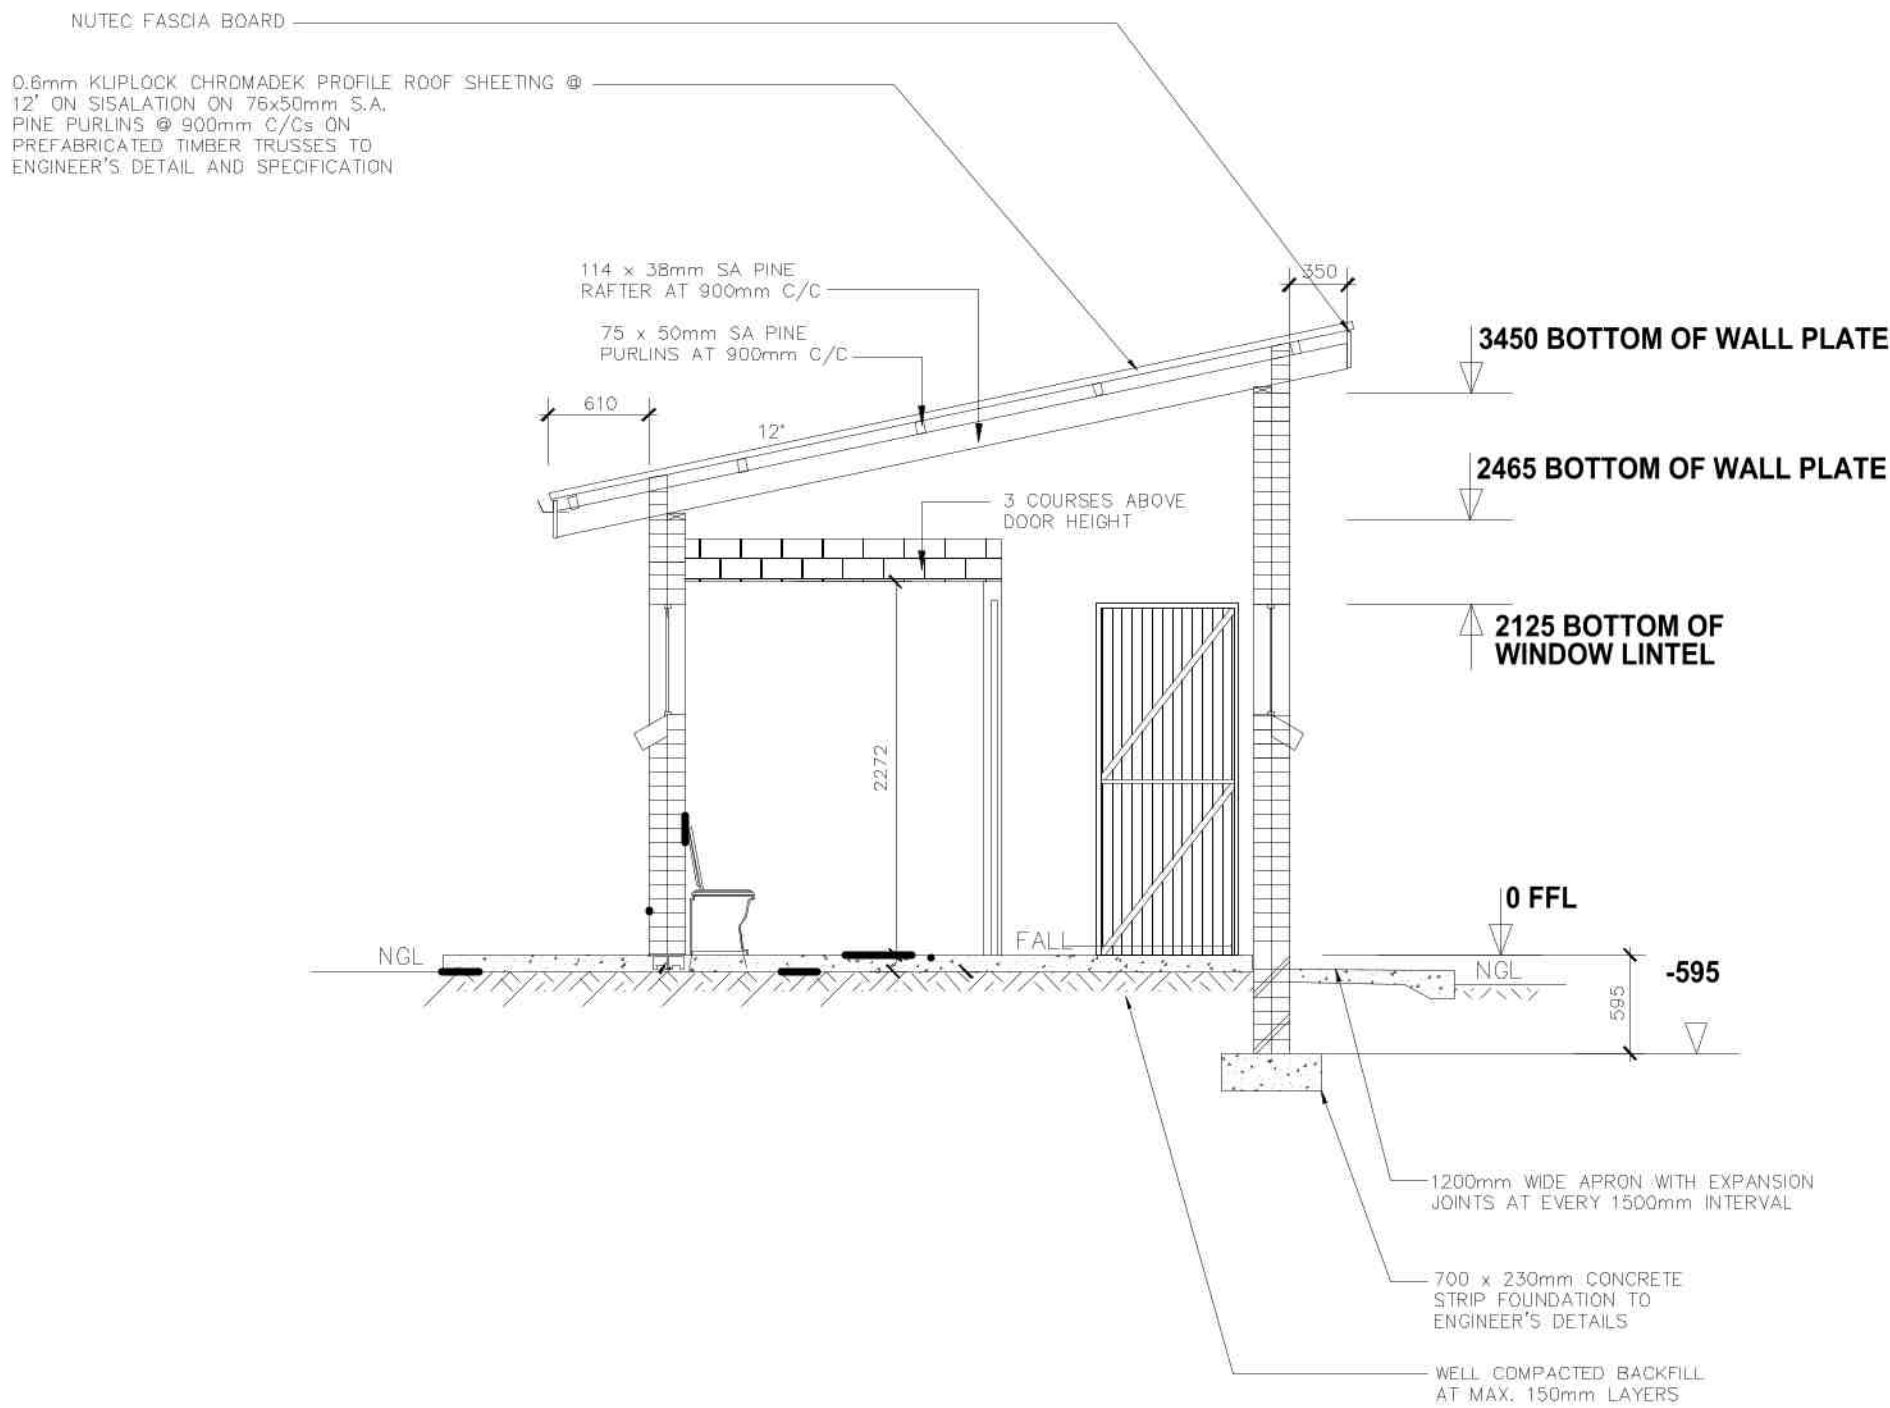 NUTEC FASCIA BOARD
0.6mm KLIPLOCK CHROMADEK PROFILE ROOF SHEETING @
12° ON SISALATION ON 76x50mm S.A.
PINE PURLINS @ 900mm C/Cs ON
PREFABRICATED TIMBER TRUSSES TO
ENGINEER'S DETAIL AND SPECIFICATION
114 x 38mm SA PINE
RAFTER AT 900mm C/C
350
75 x 50mm SA PINE
PURLINS AT 900mm C/C
3450 BOTTOM OF WALL PLATE
610
12°
2465 BOTTOM OF WALL PLATE
3 COURSES ABOVE
DOOR HEIGHT
2125 BOTTOM OF
WINDOW LINTEL
2272
0 FFL
FALL
NGL
NGL
-595
595
1200mm WIDE APRON WITH EXPANSION
JOINTS AT EVERY 1500mm INTERVAL
700 x 230mm CONCRETE
STRIP FOUNDATION TO
ENGINEER'S DETAILS
WELL COMPACTED BACKFILL
AT MAX. 150mm LAYERS